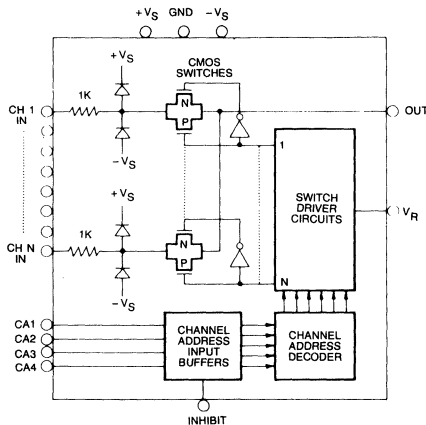 +VS GND −VS
+VS
CMOS
SWITCHES
1K
CH 1
IN
N
P
OUT
−VS
1
SWITCH
DRIVER
CIRCUITS
VR
+VS
1K
CH N
IN
N
P
−VS
N
CA1
CA2
CA3
CA4
CHANNEL
ADDRESS
INPUT
BUFFERS
CHANNEL
ADDRESS
DECODER
INHIBIT